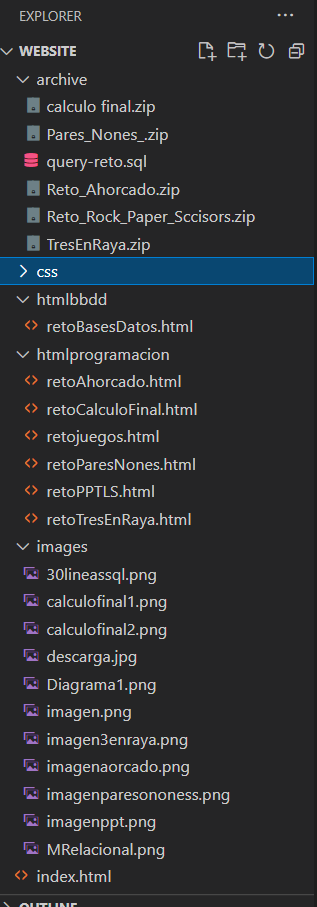 EXPLORER
WEBSITE
archive
calculo final.zip
Pares_Nones_.zip
query-reto.sql
Reto_Ahorcado.zip
Reto_Rock_Paper_Sccisors.zip
TresEnRaya.zip
css
htmlbbdd
retoBasesDatos.html
htmlprogramacion
retoAhorcado.html
retoCalculoFinal.html
retojuegos.html
retoParesNones.html
retoPPTLS.html
retoTresEnRaya.html
images
30lineassql.png
calculofinal1.png
calculofinal2.png
descarga.jpg
Diagrama1.png
imagen.png
imagen3enraya.png
imagenaorcado.png
imagenparesononess.png
imagenppt.png
MRelacional.png
index.html
OUTLINE